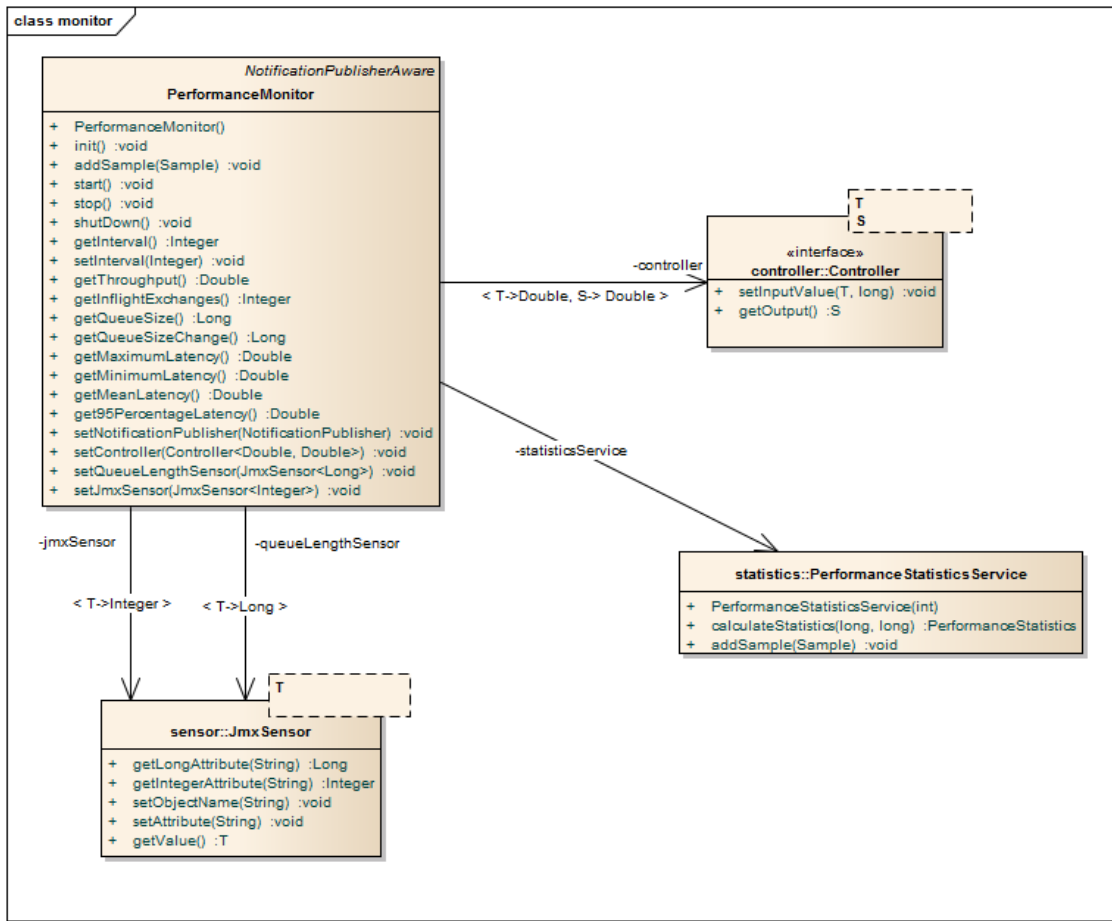 class monitor
NotificationPublisherAware
PerformanceMonitor
+ PerformanceMonitor()
+ init() :void
+ addSample(Sample) :void
+ start() :void
+ stop() :void
+ shutDown() :void
+ getInterval() :Integer
+ setInterval(Integer) :void
+ getThroughput() :Double
+ getInflightExchanges() :Integer
+ getQueueSize() :Long
+ getQueueSizeChange() :Long
+ getMaximumLatency() :Double
+ getMinimumLatency() :Double
+ getMeanLatency() :Double
+ get95PercentageLatency() :Double
+ setNotificationPublisher(NotificationPublisher) :void
+ setController(Controller<Double, Double>) :void
+ setQueueLengthSensor(JmxSensor<Long>) :void
+ setJmxSensor(JmxSensor<Integer>) :void
-controller
< T->Double, S-> Double >
T
S
«interface»
controller::Controller
+ setInputValue(T, long) :void
+ getOutput() :S
-statisticsService
statistics::PerformanceStatisticsService
+ PerformanceStatisticsService(int)
+ calculateStatistics(long, long) :PerformanceStatistics
+ addSample(Sample) :void
-jmxSensor
-queueLengthSensor
< T->Integer >
< T->Long >
T
sensor::JmxSensor
+ getLongAttribute(String) :Long
+ getIntegerAttribute(String) :Integer
+ setObjectName(String) :void
+ setAttribute(String) :void
+ getValue() :T